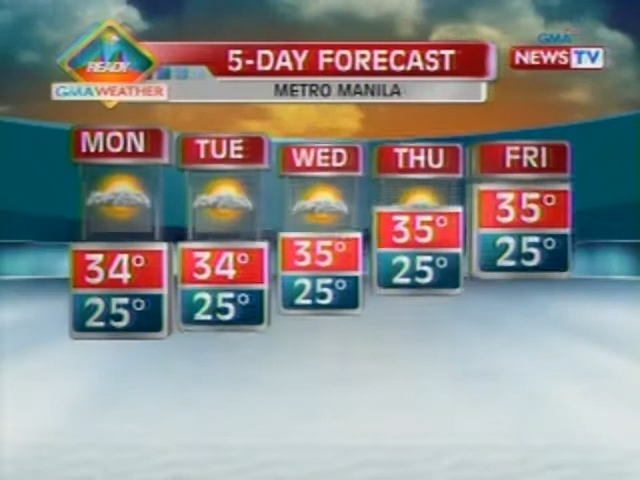 READY
GMA WEATHER
5-DAY FORECAST
METRO MANILA
GMA
NEWS TV
MON
TUE
WED
THU
FRI
34°
34°
35°
35°
35°
25°
25°
25°
25°
25°